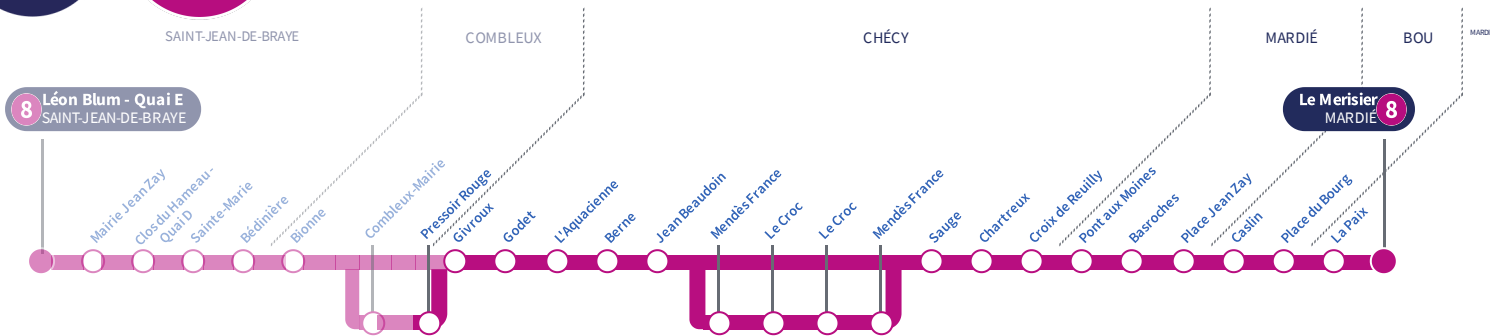 SAINT-JEAN-DE-BRAYE
COMBLEUX
CHÉCY
MARDIÉ
BOU
MARDI
8
Léon Blum - Quai E
SAINT-JEAN-DE-BRAYE
Le Merisier
MARDIÉ
8
Mairie Jean Zay
Clos du Hameau -
Quai D
Sainte-Marie
Bédinière
Bionne
Combleux-Mairie
Pressoir Rouge
Givroux
Godet
L'Aquacienne
Berne
Jean Beaudoin
Mendès France
Le Croc
Le Croc
Mendès France
Sauge
Chartreux
Croix de Reuilly
Pont aux Moines
Basroches
Place Jean Zay
Caslin
Place du Bourg
La Paix